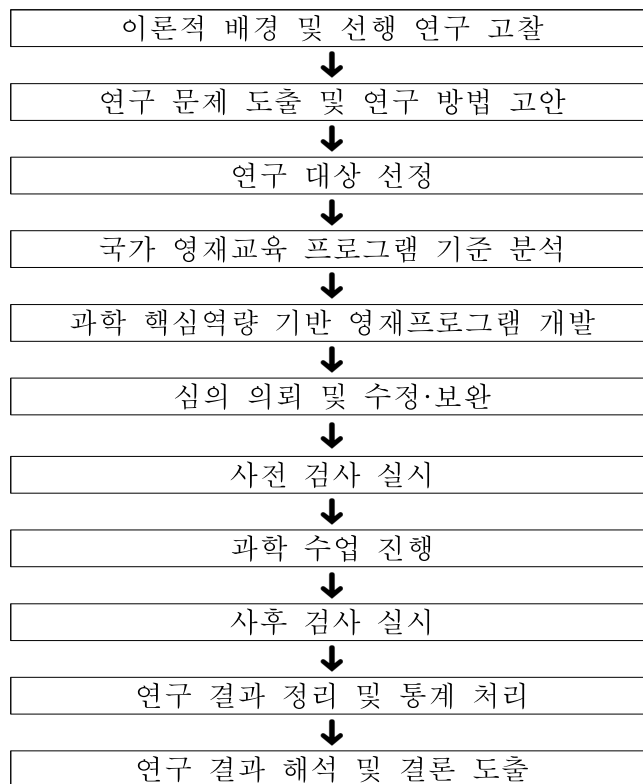 이론적 배경 및 선행 연구 고찰
연구 문제 도출 및 연구 방법 고안
연구 대상 선정
국가 영재교육 프로그램 기준 분석
과학 핵심역량 기반 영재프로그램 개발
심의 의뢰 및 수정·보완
사전 검사 실시
과학 수업 진행
사후 검사 실시
연구 결과 정리 및 통계 처리
연구 결과 해석 및 결론 도출